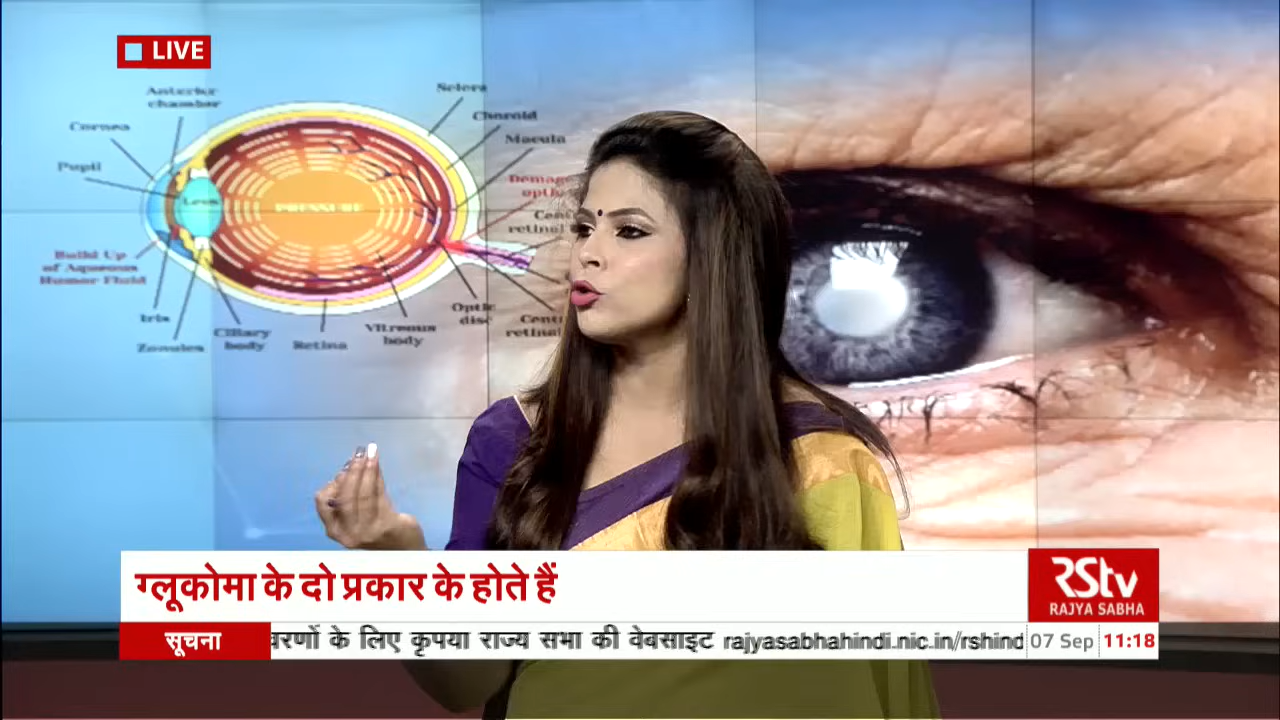 LIVE
Anterior
chamber
Cornea
Pupil
Lens
PRESSURE
Sclera
Choroid
Macula
Build Up
of Aqueous
Humor Fluid
Iris
Zonules
Ciliary
body
Retina
Vitreous
body
Optic
disc
ग्लूकोमा के दो प्रकार के होते हैं
RStv
RAJYA SABHA
सूचना
वरणों के लिए कृपया राज्य सभा की वेबसाइट rajyasabhahindi.nic.in/rshind
07 Sep
11:18